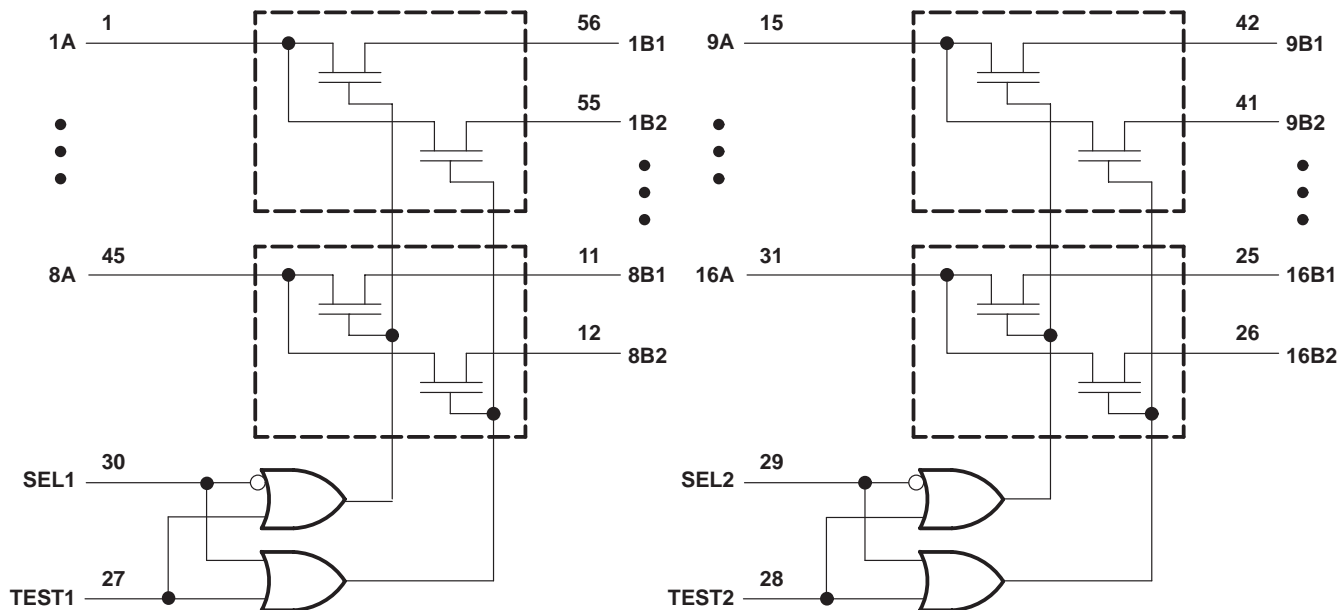 1 56 15 42
1A 1B1 9A 9B1
55 41
1B2 9B2
45 11 31 25
8A 8B1 16A 16B1
12 26
8B2 16B2
30 29
SEL1 SEL2
27 28
TEST1 TEST2